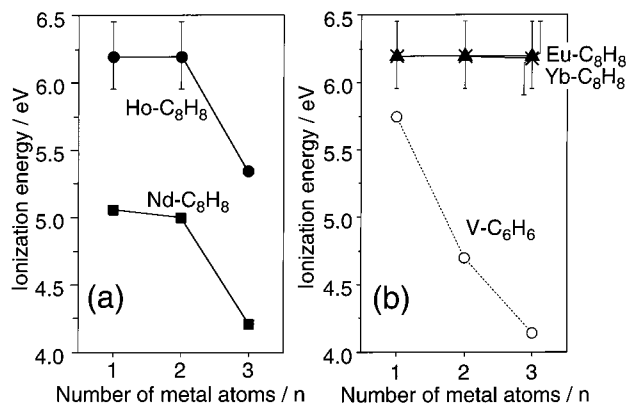 6.5
6.0
5.5
5.0
4.5
4.0
Ionization energy / eV
Ho-C₈H₈
Nd-C₈H₈
(a)
1 2 3
Number of metal atoms / n
6.5
6.0
5.5
5.0
4.5
4.0
Ionization energy / eV
Eu-C₈H₈
Yb-C₈H₈
V-C₆H₆
(b)
1 2 3
Number of metal atoms / n